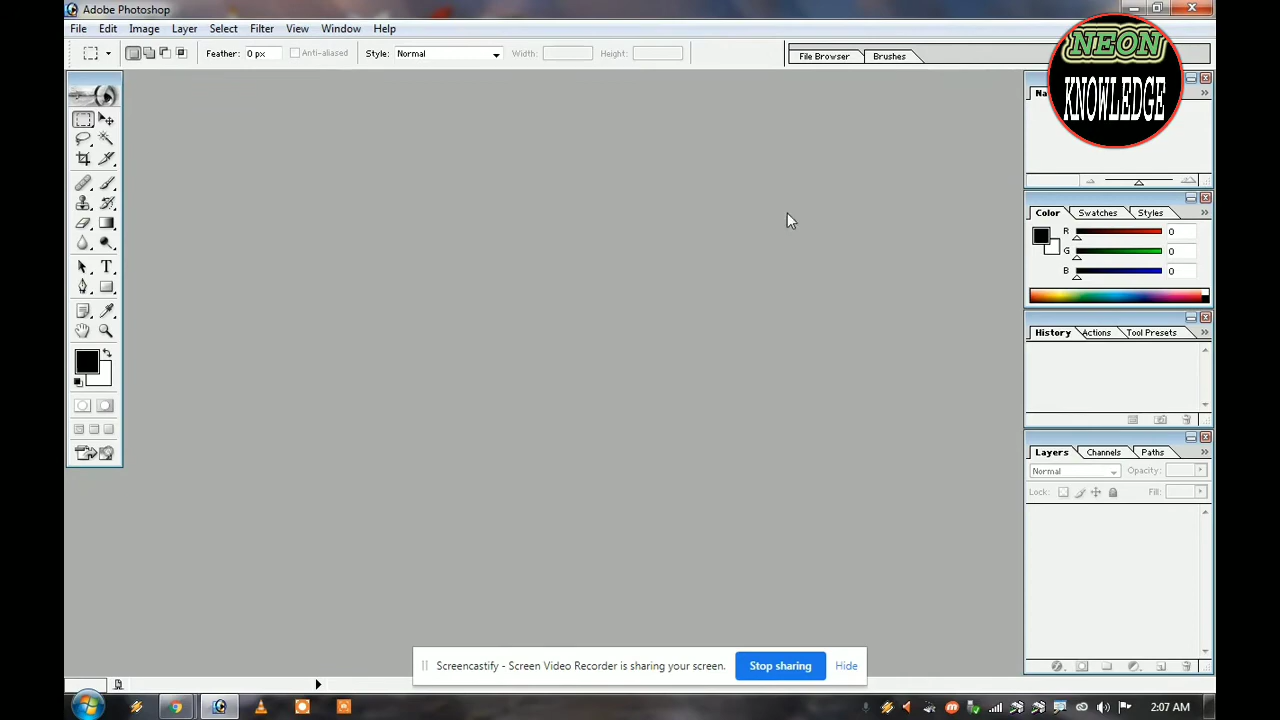 Adobe Photoshop
File Edit Image Layer Select Filter View Window Help
Feather: 0 px Anti-aliased Style: Normal Width: Height: File Browser Brushes
NEON
KNOWLEDGE
Color Swatches Styles
R 0
G 0
B 0
History Actions Tool Presets
Layers Channels Paths
Normal Opacity:
Lock: Fill:
Screencastify - Screen Video Recorder is sharing your screen. Stop sharing Hide
2:07 AM